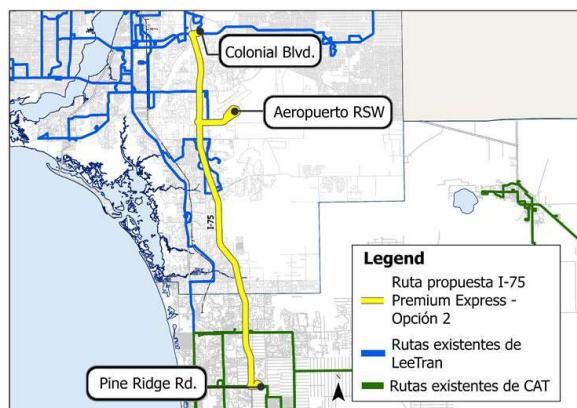 Colonial Blvd.
Aeropuerto RSW
I-75
Pine Ridge Rd.
Legend
Ruta propuesta I-75
Premium Express -
Opción 2
Rutas existentes de
LeeTran
Rutas existentes de CAT